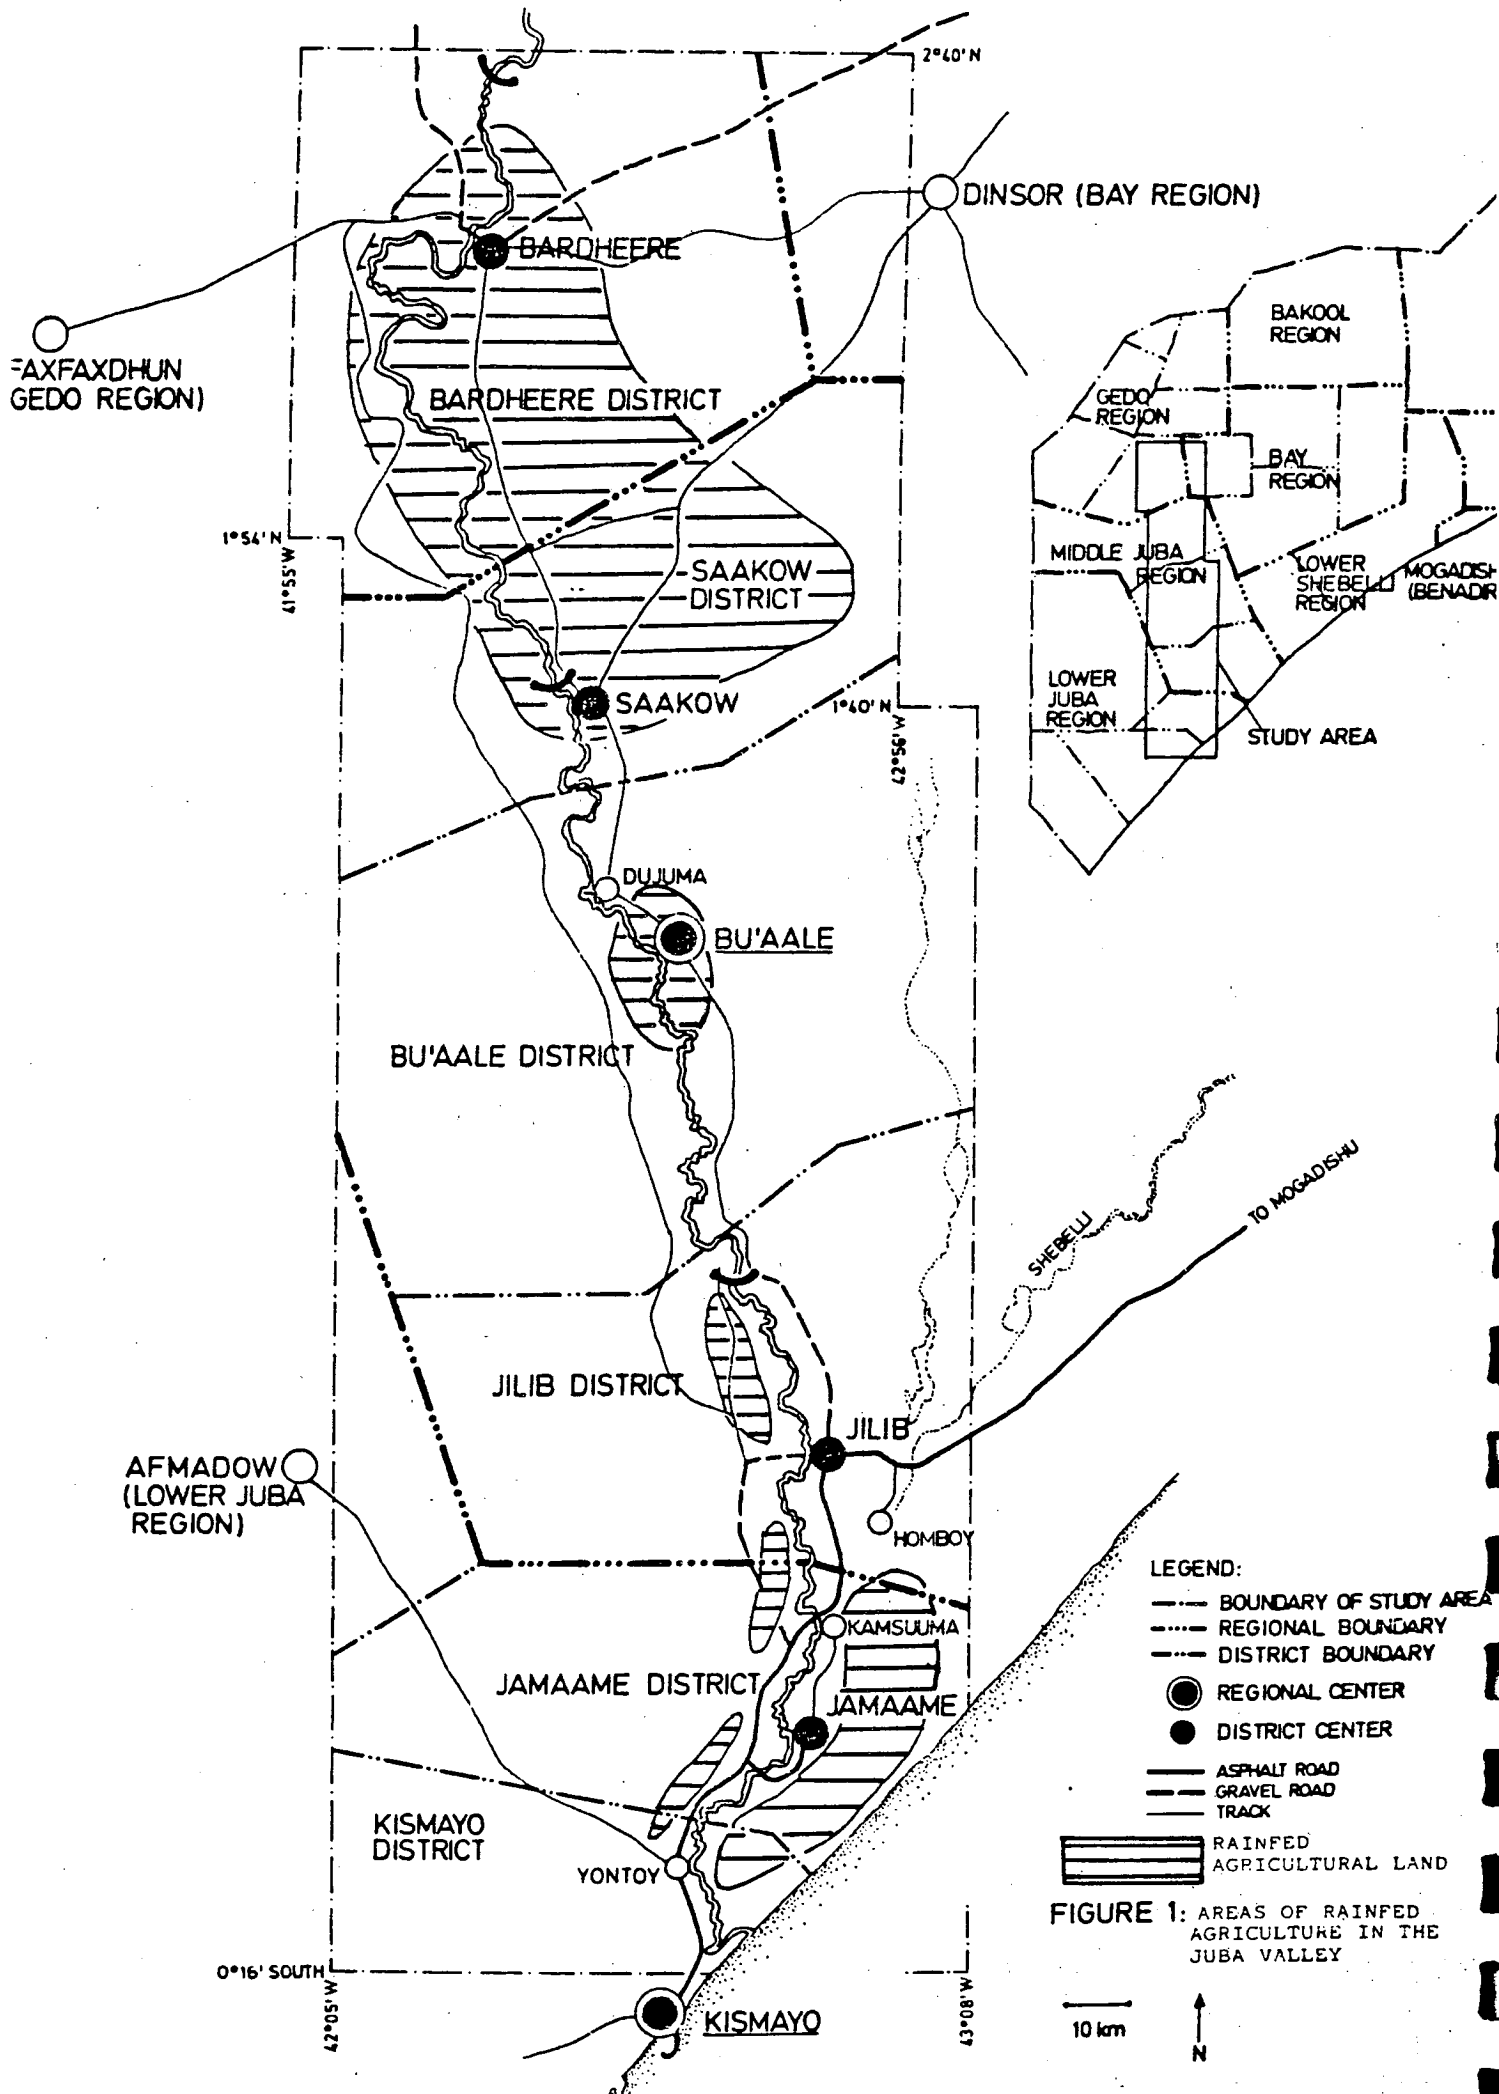 2°40' N
DINSOR (BAY REGION)
BARDHEERE
BAKOOL
REGION
GEDO
REGION
BARDHEERE DISTRICT
BAY
REGION
1°54' N
41°55' W
SAAKOW
DISTRICT
MIDDLE JUBA
REGION
LOWER
SHEBELLI
REGION
SAAKOW
1°40' N
42°56' W
LOWER
JUBA
REGION
STUDY AREA
DUJUMA
BU'AALE
BU'AALE DISTRICT
SHEBELLI
TO MOGADISHU
JILIB DISTRICT
JILIB
AFMADOW
(LOWER JUBA
REGION)
HOMBOY
KAMSUUMA
JAMAAME DISTRICT
JAMAAME
KISMAYO
DISTRICT
YONTOY
0°16' SOUTH
42°05' W
43°08' W
KISMAYO
LEGEND:
BOUNDARY OF STUDY AREA
REGIONAL BOUNDARY
DISTRICT BOUNDARY
REGIONAL CENTER
DISTRICT CENTER
ASPHALT ROAD
GRAVEL ROAD
TRACK
RAINFED
AGRICULTURAL LAND
FIGURE 1: AREAS OF RAINFED
AGRICULTURE IN THE
JUBA VALLEY
10 km
N
AXFAXDHUN
GEDO REGION)
MOGADISH
(BENADIR